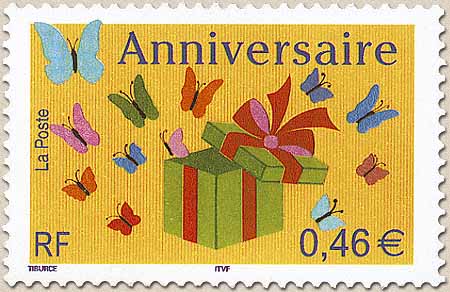 Anniversaire
La Poste
RF
0,46 €
TIBURCE
ITVF